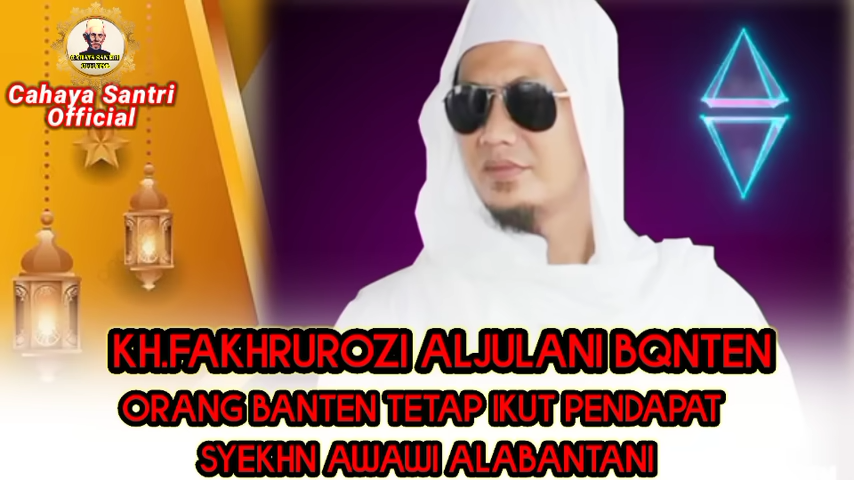 Cahaya Santri
Official
KH.FAKHRUROZI ALJULANI BQNTEN
ORANG BANTEN TETAP IKUT PENDAPAT
SYEKHN AWAWI ALABANTANI